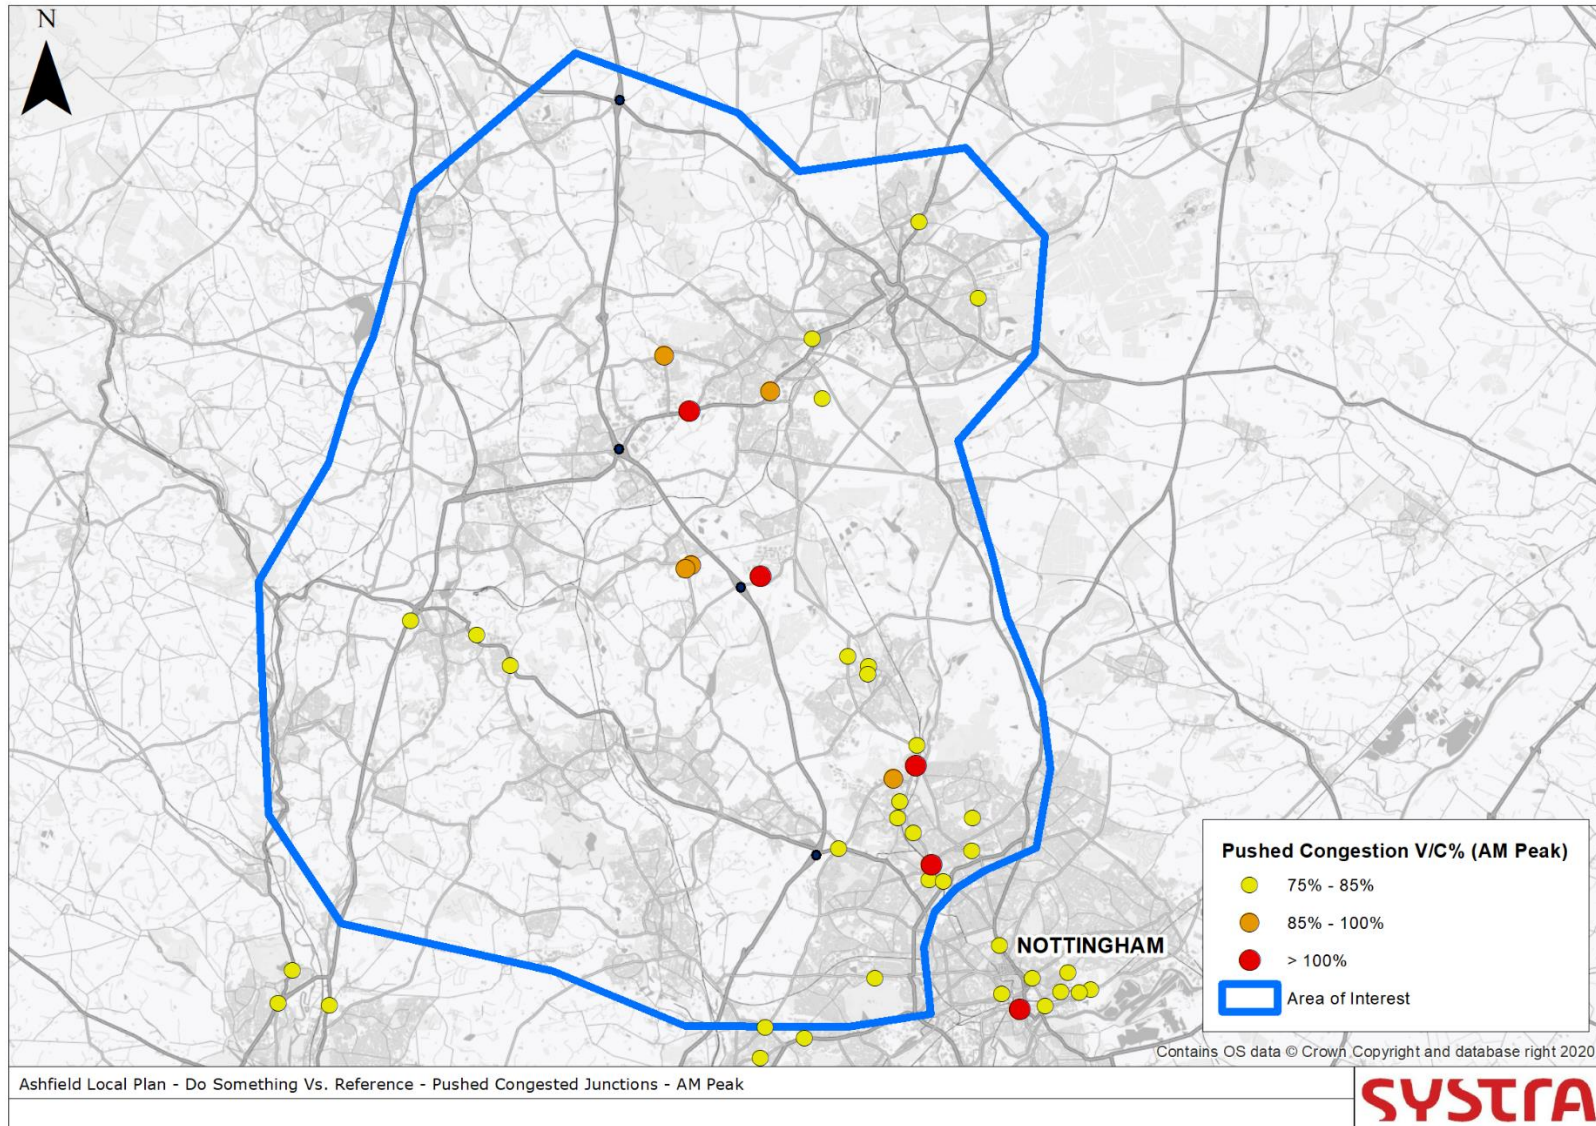 N
NOTTINGHAM
Pushed Congestion V/C% (AM Peak)
75% - 85%
85% - 100%
> 100%
Area of Interest
Contains OS data © Crown Copyright and database right 2020
Ashfield Local Plan - Do Something Vs. Reference - Pushed Congested Junctions - AM Peak
SYSTRA